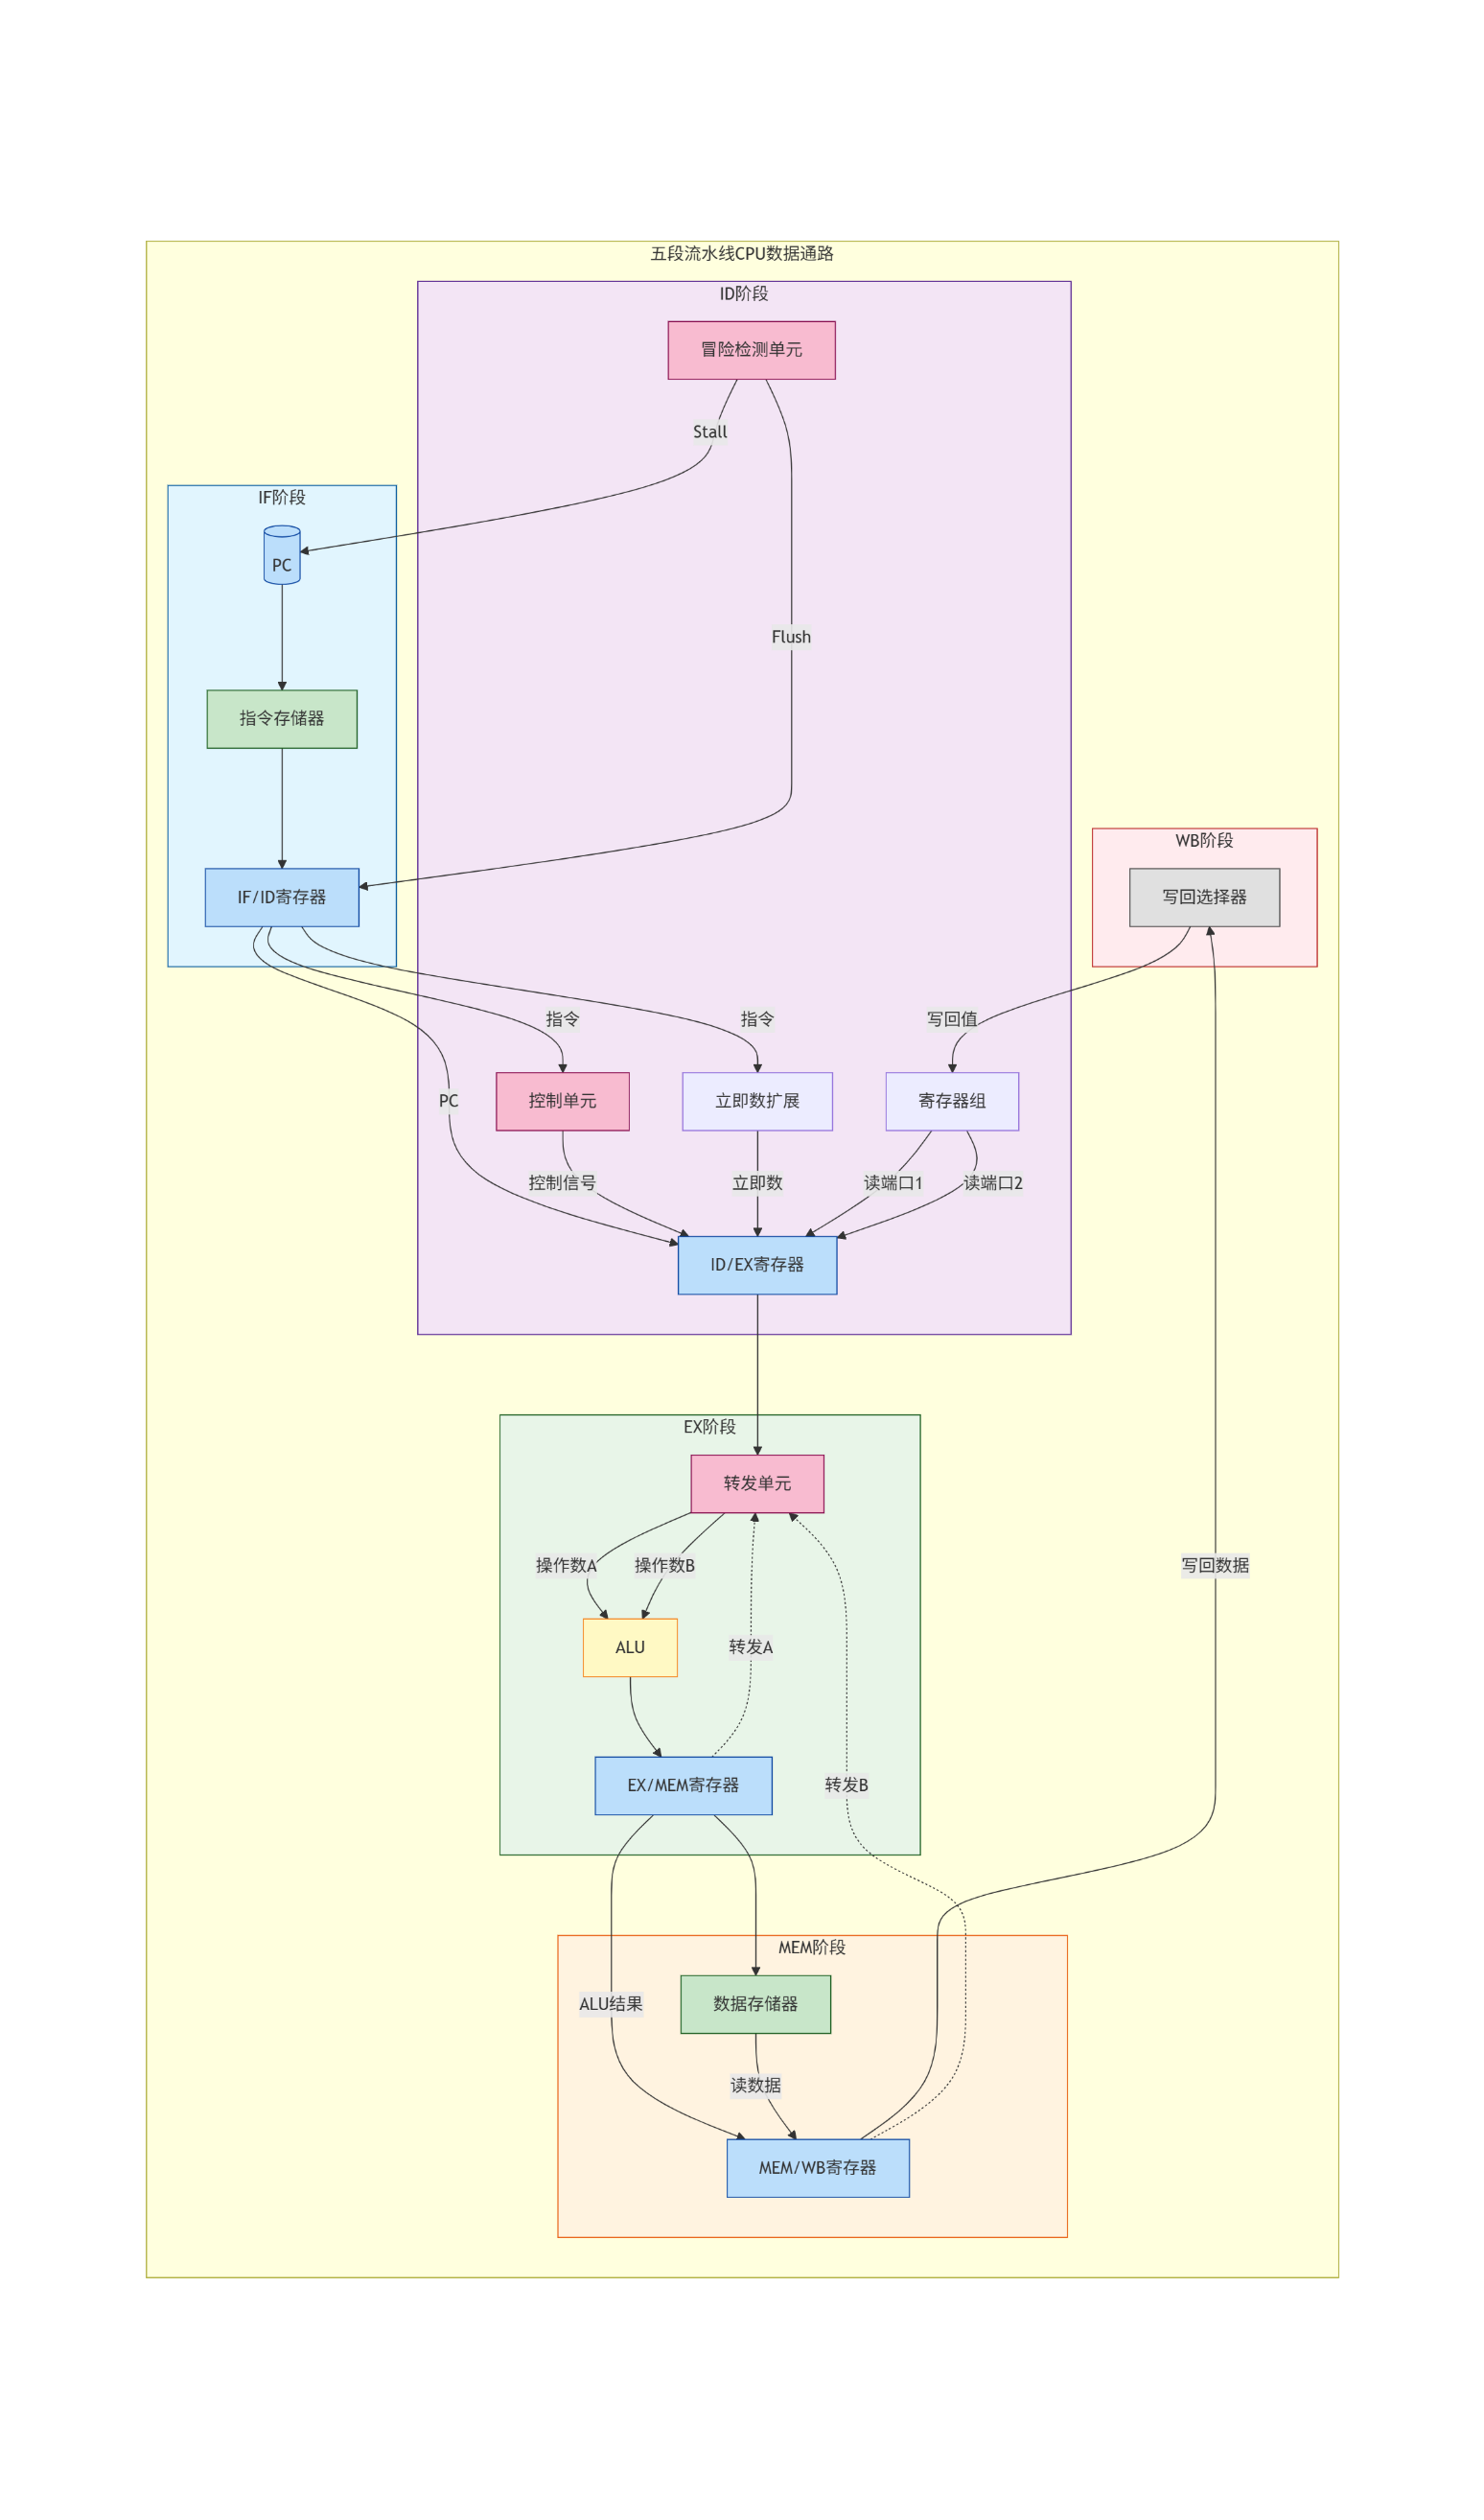 五段流水线CPU数据通路
ID阶段
冒险检测单元
Stall
IF阶段
PC
Flush
指令存储器
WB阶段
IF/ID寄存器
写回选择器
指令
指令
写回值
PC
控制单元
立即数扩展
寄存器组
控制信号
立即数
读端口1
读端口2
ID/EX寄存器
EX阶段
转发单元
操作数A
操作数B
写回数据
ALU
转发A
EX/MEM寄存器
转发B
MEM阶段
ALU结果
数据存储器
读数据
MEM/WB寄存器